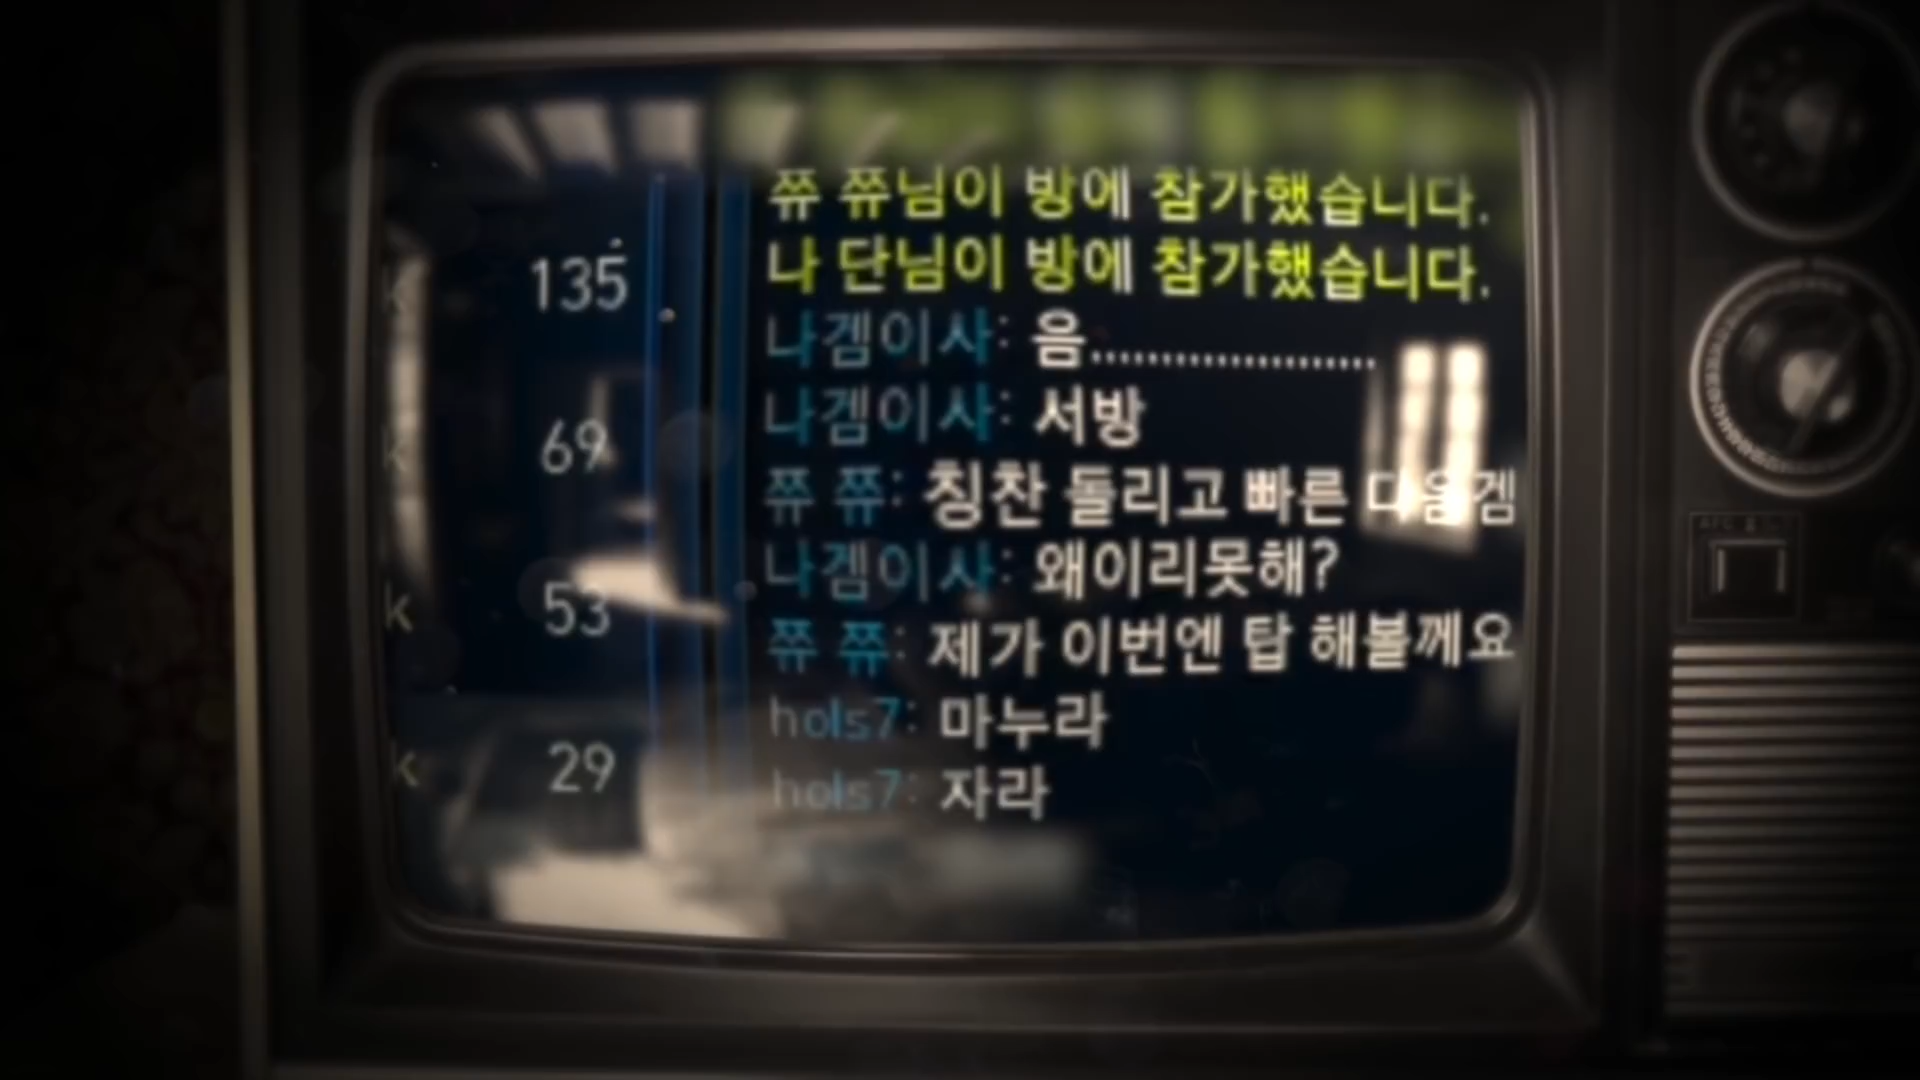 쮸 쮸님이 방에 참가했습니다.
나 단님이 방에 참가했습니다.
135
나겜이사: 음....................
나겜이사: 서방
69
쮸 쮸: 칭찬 돌리고 빠른 다음겜
나겜이사: 왜이리못해?
k 53
쮸 쮸: 제가 이번엔 탑 해볼께요
hols7: 마누라
k 29
hols7: 자라